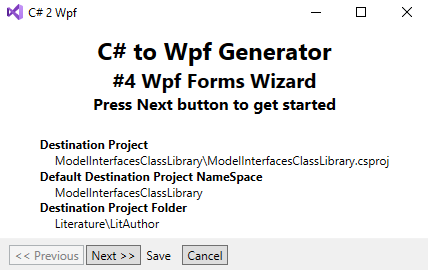 C# 2 Wpf
C# to Wpf Generator
#4 Wpf Forms Wizard
Press Next button to get started
Destination Project
ModelInterfacesClassLibrary\ModelInterfacesClassLibrary.csproj
Default Destination Project NameSpace
ModelInterfacesClassLibrary
Destination Project Folder
Literature\LitAuthor
<< Previous Next >> Save Cancel